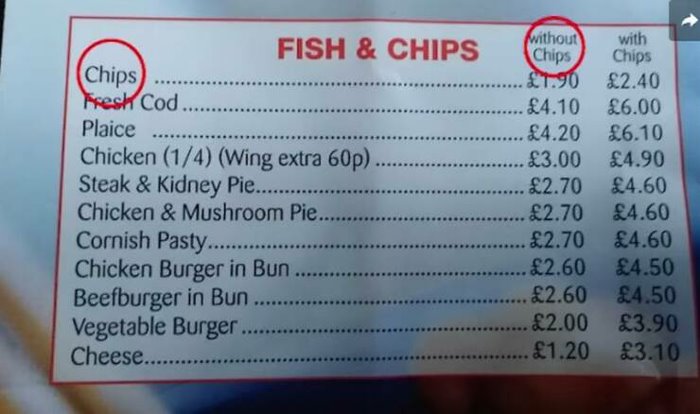 FISH & CHIPS without Chips with Chips
Chips ........ £1.90 £2.40
Fresh Cod ........ £4.10 £6.00
Plaice ........ £4.20 £6.10
Chicken (1/4) (Wing extra 60p) ........ £3.00 £4.90
Steak & Kidney Pie........ £2.70 £4.60
Chicken & Mushroom Pie........ £2.70 £4.60
Cornish Pasty........ £2.70 £4.60
Chicken Burger in Bun ........ £2.60 £4.50
Beefburger in Bun ........ £2.60 £4.50
Vegetable Burger ........ £2.00 £3.90
Cheese........ £1.20 £3.10